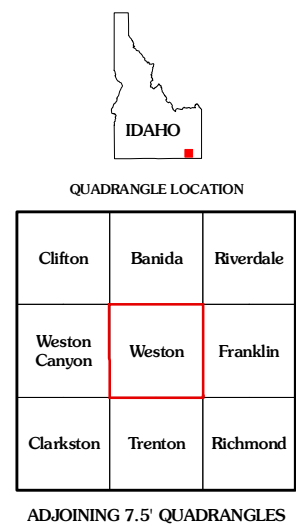 IDAHO
QUADRANGLE LOCATION
Clifton
Banida
Riverdale
Weston
Canyon
Weston
Franklin
Clarkston
Trenton
Richmond
ADJOINING 7.5' QUADRANGLES